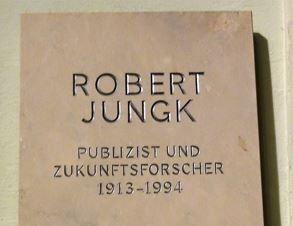 ROBERT
JUNGK
PUBLIZIST UND
ZUKUNFTSFORSCHER
1913-1994